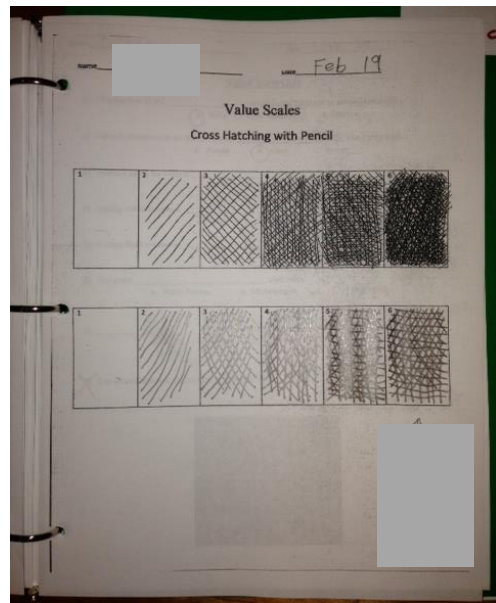 Name Date Feb 19
Value Scales
Cross Hatching with Pencil
1 2 3 4 5 6
1 2 3 4 5 6